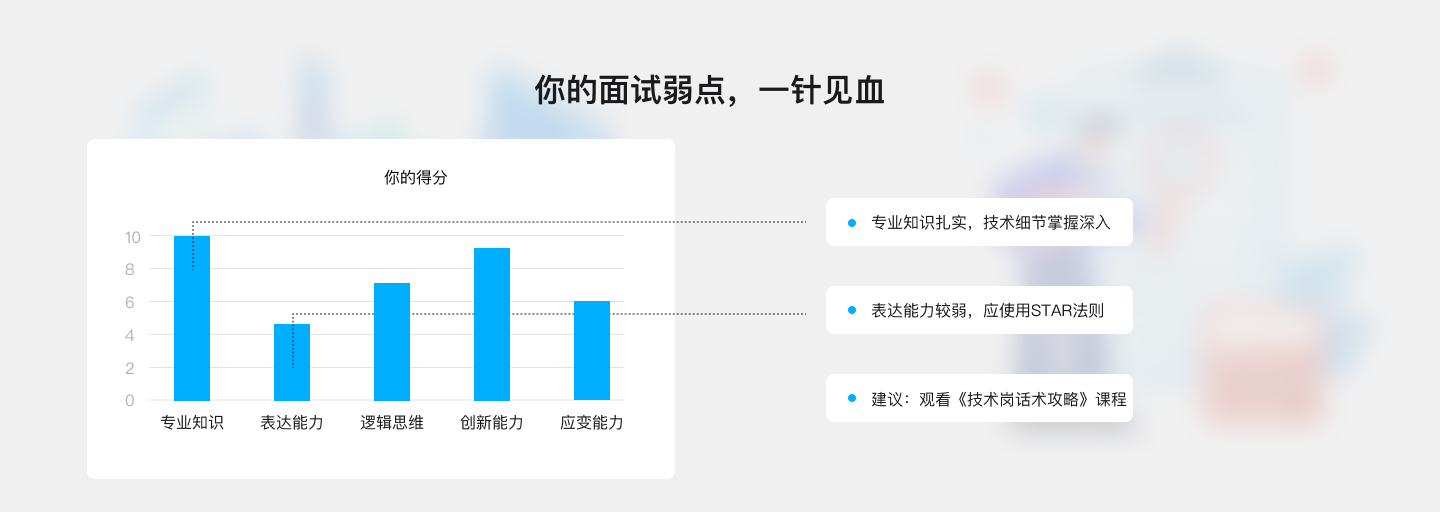 你的面试弱点，一针见血
你的得分
10
8
6
4
2
0
专业知识
表达能力
逻辑思维
创新能力
应变能力
专业知识扎实，技术细节掌握深入
表达能力较弱，应使用STAR法则
建议：观看《技术岗话术攻略》课程